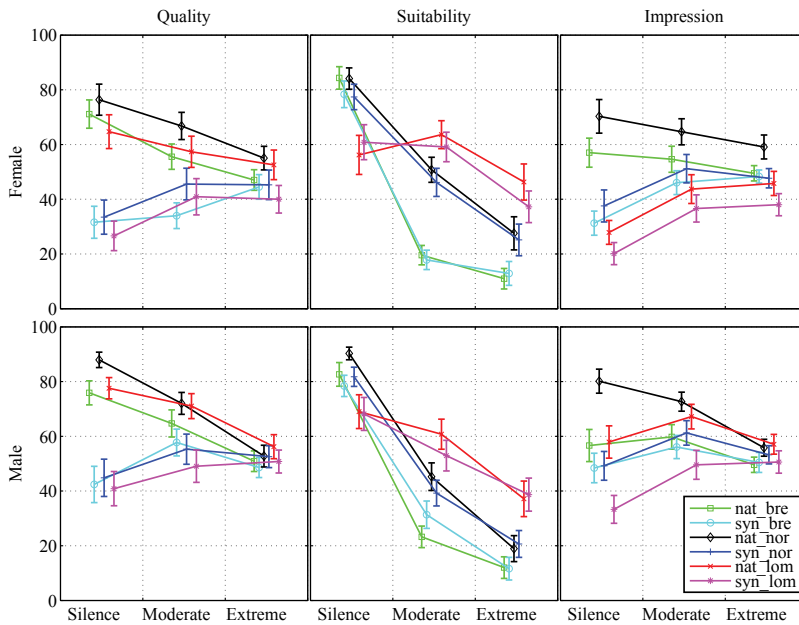 Quality Suitability Impression
100
80
60
40
20
0
Female
100
80
60
40
20
0
Male
nat_bre
syn_bre
nat_nor
syn_nor
nat_lom
syn_lom
Silence Moderate Extreme Silence Moderate Extreme Silence Moderate Extreme